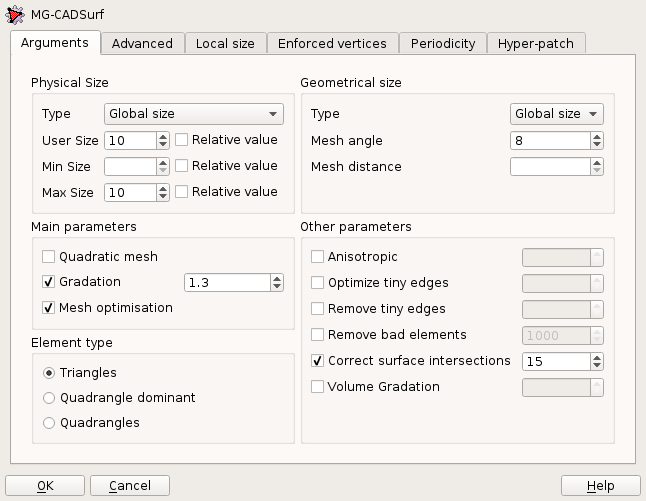 MG-CADSurf
Arguments Advanced Local size Enforced vertices Periodicity Hyper-patch
Physical Size
Type Global size
User Size 10 Relative value
Min Size Relative value
Max Size 10 Relative value
Geometrical size
Type Global size
Mesh angle 8
Mesh distance
Main parameters
Quadratic mesh
Gradation 1.3
Mesh optimisation
Other parameters
Anisotropic
Optimize tiny edges
Remove tiny edges
Remove bad elements 1000
Correct surface intersections 15
Volume Gradation
Element type
Triangles
Quadrangle dominant
Quadrangles
OK Cancel Help